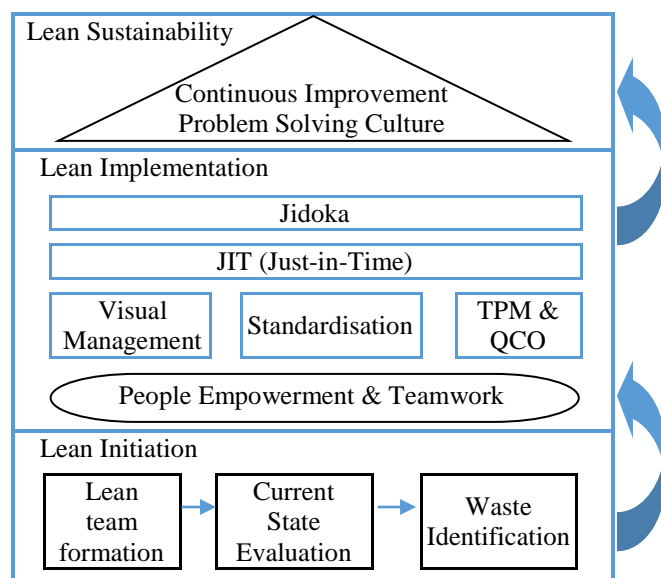 Lean Sustainability
Continuous Improvement
Problem Solving Culture
Lean Implementation
Jidoka
JIT (Just-in-Time)
Visual
Management
Standardisation
TPM &
QCO
People Empowerment & Teamwork
Lean Initiation
Lean
team
formation
Current
State
Evaluation
Waste
Identification